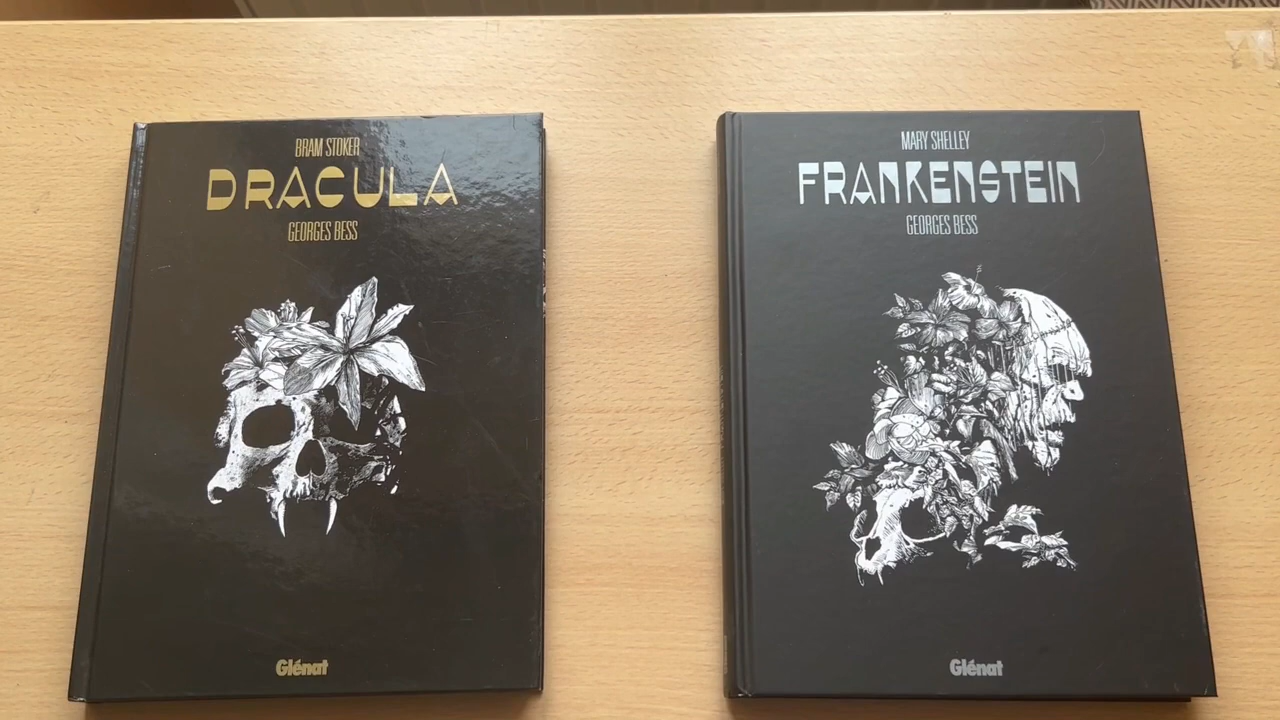 BRAM STOKER
DRACULA
GEORGES BESS
Glénat
MARY SHELLEY
FRANKENSTEIN
GEORGES BESS
Glénat